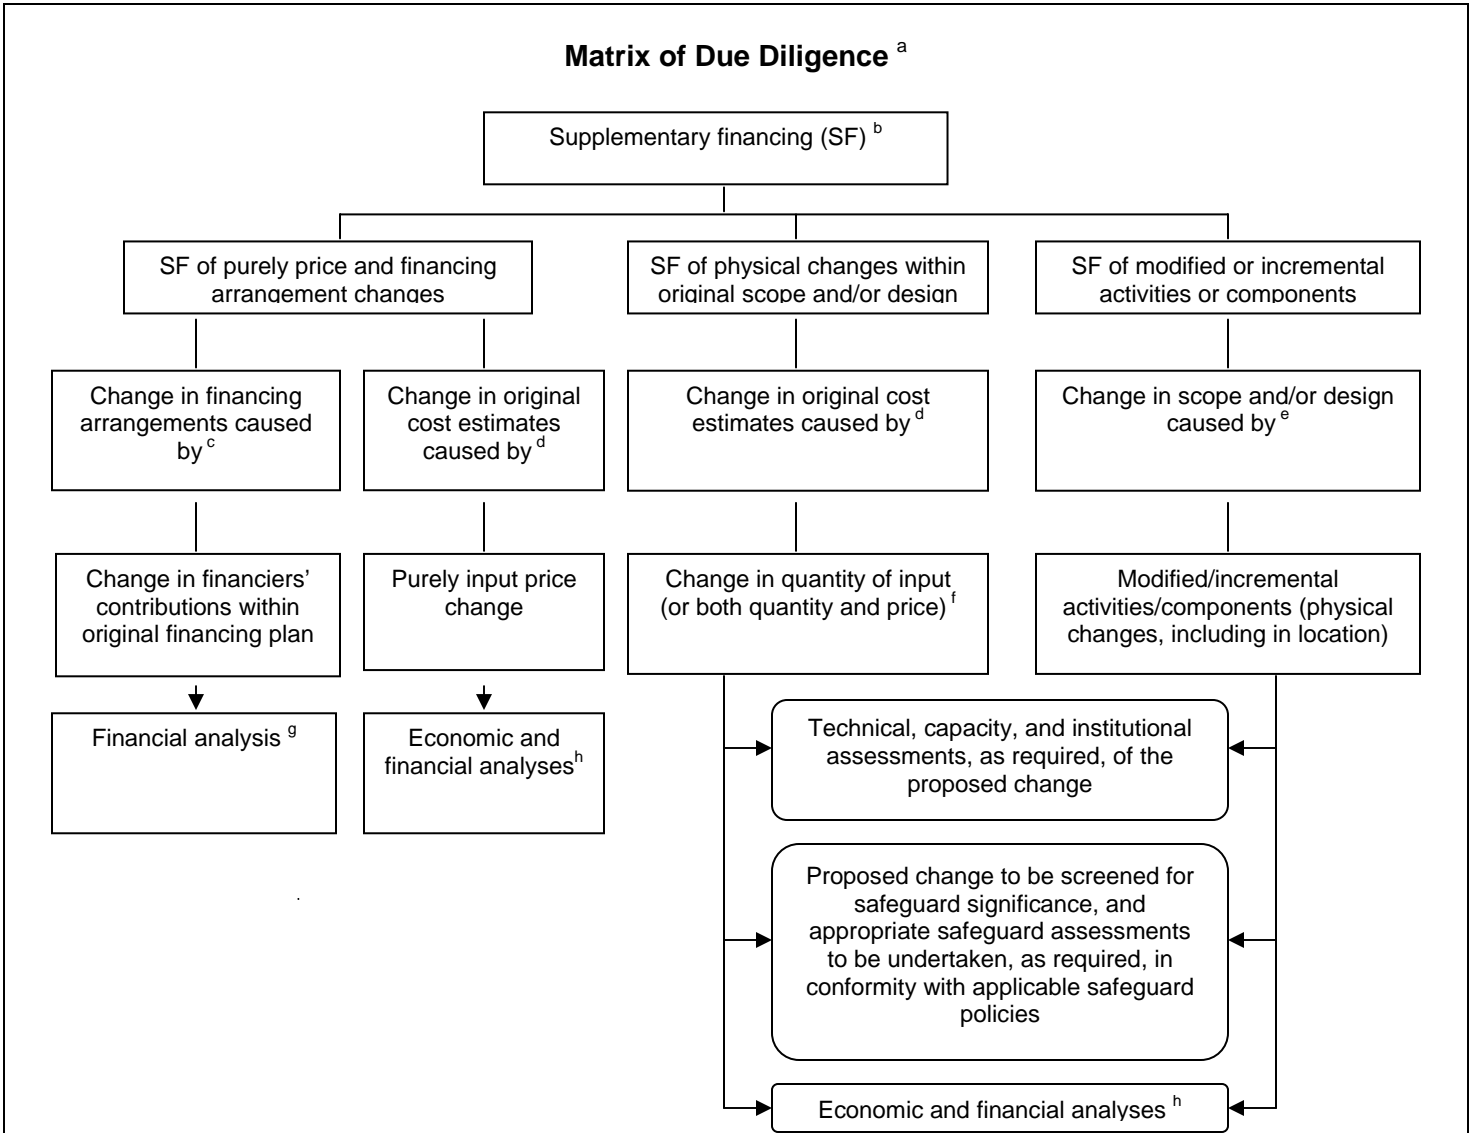 Matrix of Due Diligence a
Supplementary financing (SF) b
SF of purely price and financing
arrangement changes
SF of physical changes within
original scope and/or design
SF of modified or incremental
activities or components
Change in financing
arrangements caused
by c
Change in original
cost estimates
caused by d
Change in original cost
estimates caused by d
Change in scope and/or design
caused by e
Change in financiers'
contributions within
original financing plan
Purely input price
change
Change in quantity of input
(or both quantity and price) f
Modified/incremental
activities/components (physical
changes, including in location)
Financial analysis g
Economic and
financial analyses h
Technical, capacity, and institutional
assessments, as required, of the
proposed change
Proposed change to be screened for
safeguard significance, and
appropriate safeguard assessments
to be undertaken, as required, in
conformity with applicable safeguard
policies
Economic and financial analyses h